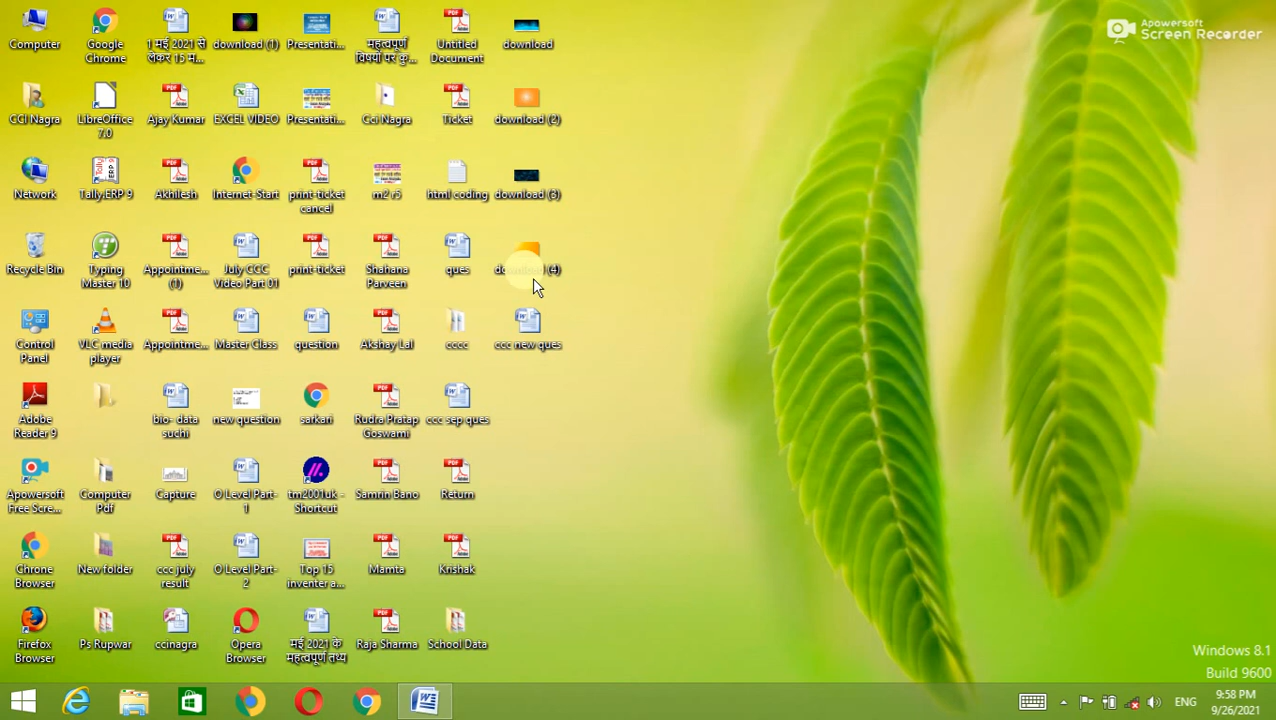 Computer
Google
Chrome
1 मई 2021 से
लेकर 15 म...
download (1)
Presentati...
महत्वपूर्ण
विषयों पर कु...
Untitled
Document
download
Apowersoft
Screen Recorder
CCI Nagra
LibreOffice
7.0
Ajay Kumar
EXCEL VIDEO
Presentati...
Cci Nagra
Ticket
download (2)
Network
Tally.ERP 9
Akhilesh
Internet Start
print-ticket
cancel
m2 r5
html coding
download (3)
Recycle Bin
Typing
Master 10
Appointme...
(1)
July CCC
Video Part 01
print-ticket
Shahana
Parveen
ques
download (4)
Control
Panel
VLC media
player
Appointme...
Master Class
question
Akshay Lal
cccc
ccc new ques
Adobe
Reader 9
bio- data
suchi
new question
sarkari
Rudra Pratap
Goswami
ccc sep ques
Apowersoft
Free Scre...
Computer
Pdf
Capture
O Level Part-
1
tm2001uk -
Shortcut
Samrin Bano
Return
Chrone
Browser
New folder
ccc july
result
O Level Part-
2
Top 15
inventer a...
Mamta
Krishak
Firefox
Browser
Ps Rupwar
ccinagra
Opera
Browser
मई 2021 के
महत्वपूर्ण तथ्य
Raja Sharma
School Data
Windows 8.1
Build 9600
ENG
9:58 PM
9/26/2021